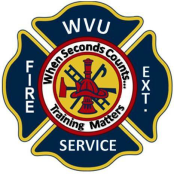 WVU
When Seconds Counts...
FIRE
EXT.
Training Matters
SERVICE